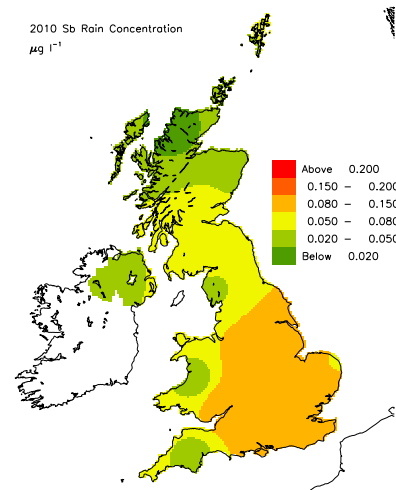 2010 Sb Rain Concentration
μg l⁻¹
Above 0.200
0.150 – 0.200
0.080 – 0.150
0.050 – 0.080
0.020 – 0.050
Below 0.020